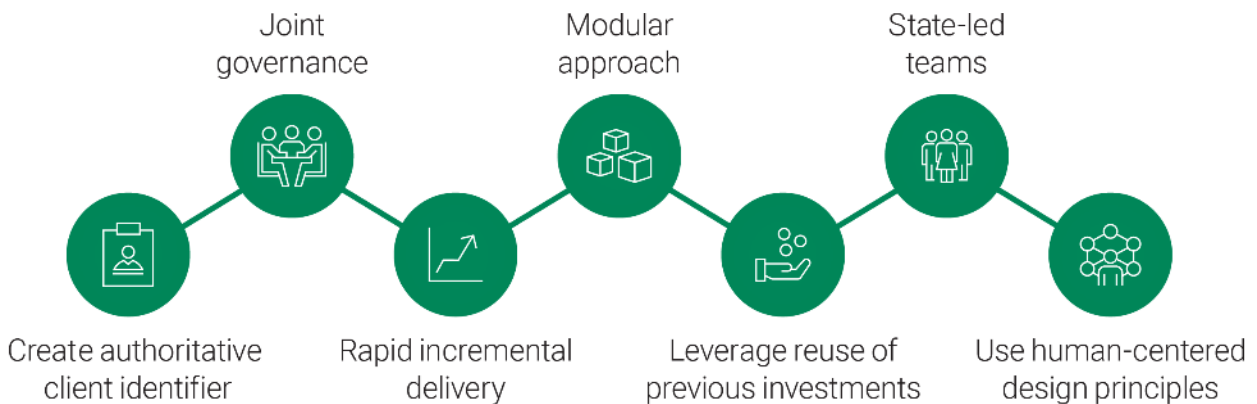 Joint
governance
Modular
approach
State-led
teams
Create authoritative
client identifier
Rapid incremental
delivery
Leverage reuse of
previous investments
Use human-centered
design principles